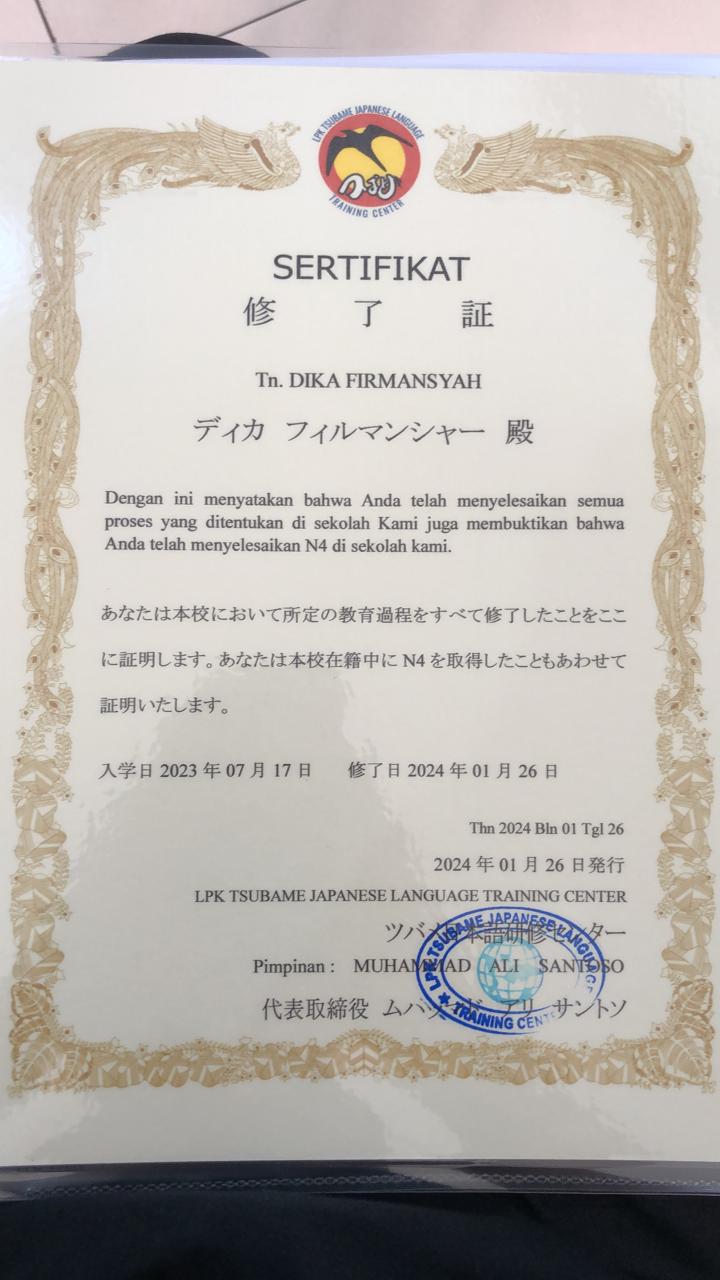 LPK TSUBAME JAPANESE LANGUAGE
つばめ
TRAINING CENTER
SERTIFIKAT
修 了 証
Tn. DIKA FIRMANSYAH
ディカ フィルマンシャー 殿
Dengan ini menyatakan bahwa Anda telah menyelesaikan semua
proses yang ditentukan di sekolah Kami juga membuktikan bahwa
Anda telah menyelesaikan N4 di sekolah kami.
あなたは本校において所定の教育過程をすべて修了したことをここ
に証明します。あなたは本校在籍中に N4 を取得したこともあわせて
証明いたします。
入学日 2023 年 07 月 17 日 修了日 2024 年 01 月 26 日
Thn 2024 Bln 01 Tgl 26
2024 年 01 月 26 日発行
LPK TSUBAME JAPANESE LANGUAGE TRAINING CENTER
ツバメ日本語研修センター
Pimpinan : MUHAMMAD ALI SANTOSO
代表取締役 ムハッマド アリ サントソ
LPK TSUBAME JAPANESE LANGUAGE
TRAINING CENTER